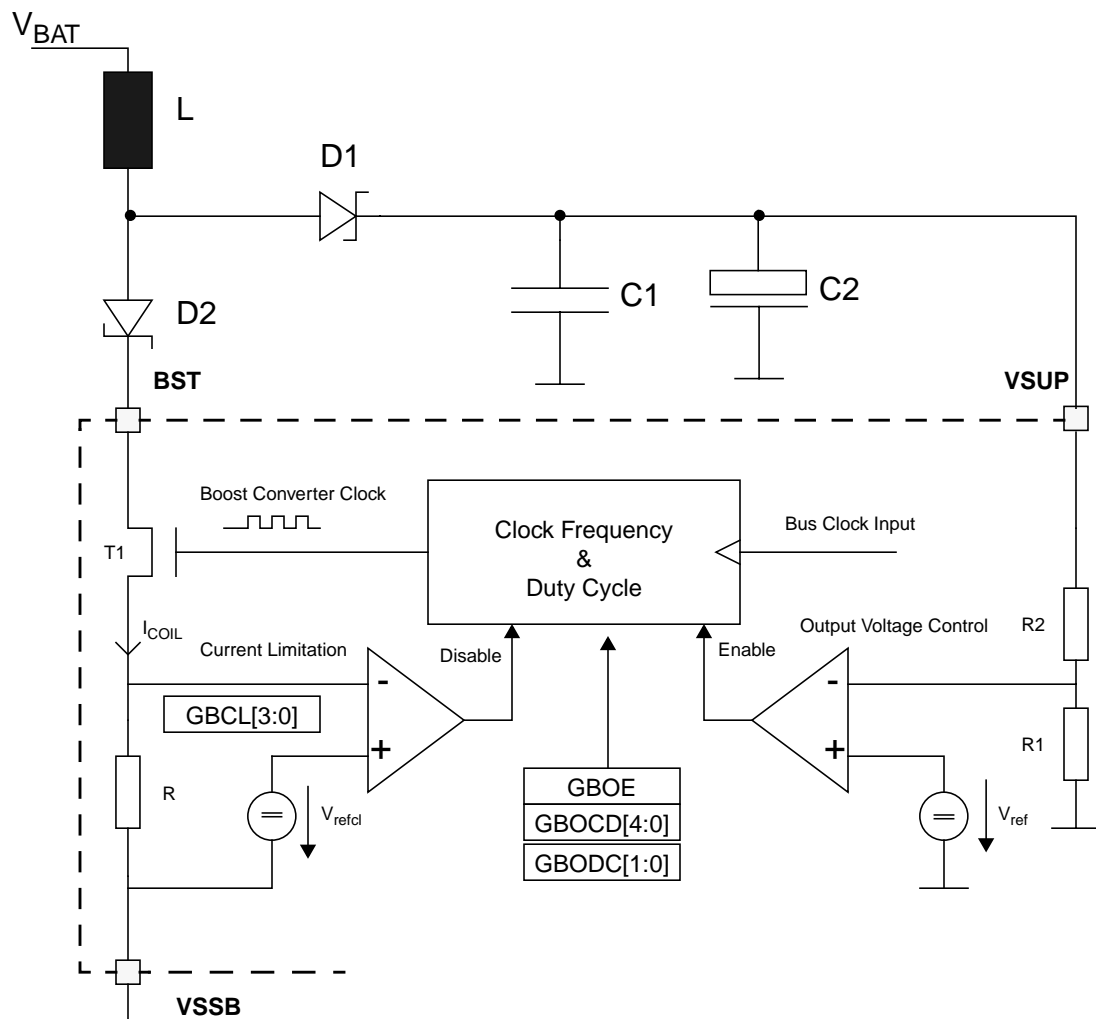 VBAT
L
D1
D2
C1
C2
BST
VSUP
Boost Converter Clock
Clock Frequency
&
Duty Cycle
Bus Clock Input
T1
ICOIL
Current Limitation
Disable
Enable
Output Voltage Control
R2
-
-
GBCL[3:0]
+
+
R1
R
Vrefcl
GBOE
GBOCD[4:0]
GBODC[1:0]
Vref
=
=
VSSB